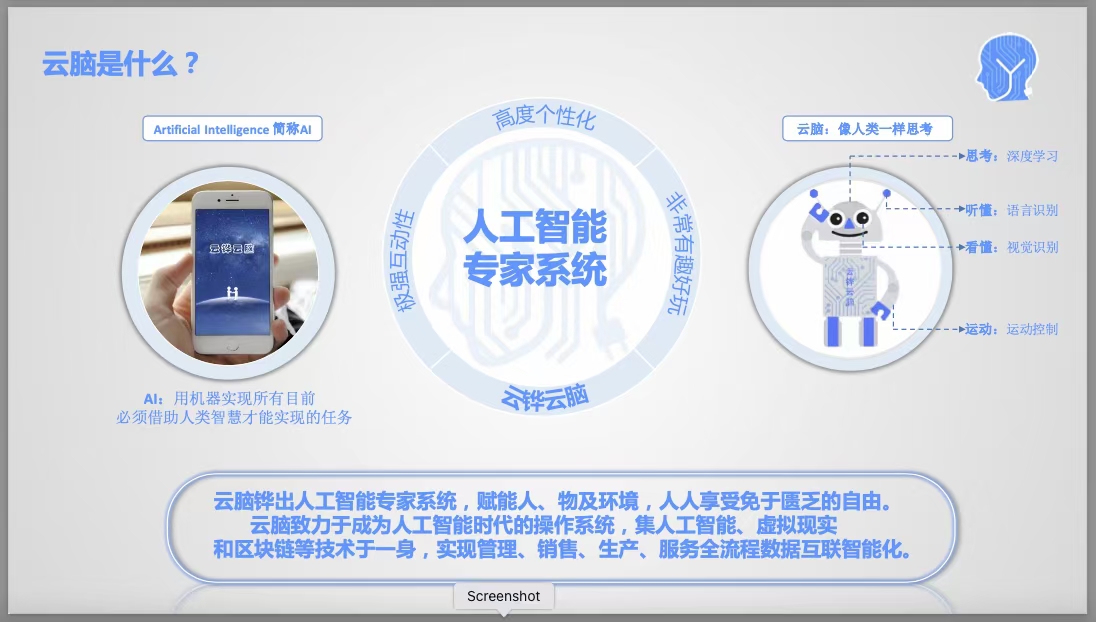 云脑是什么？
Artificial Intelligence 简称AI
云铧云脑
AI：用机器实现所有目前
必须借助人类智慧才能实现的任务
高度个性化
极强互动性
非常有趣好玩
人工智能
专家系统
云铧云脑
云脑：像人类一样思考
思考：深度学习
听懂：语言识别
看懂：视觉识别
运动：运动控制
云铧云脑
云脑铧出人工智能专家系统，赋能人、物及环境，人人享受免于匮乏的自由。
云脑致力于成为人工智能时代的操作系统，集人工智能、虚拟现实
和区块链等技术于一身，实现管理、销售、生产、服务全流程数据互联智能化。
Screenshot